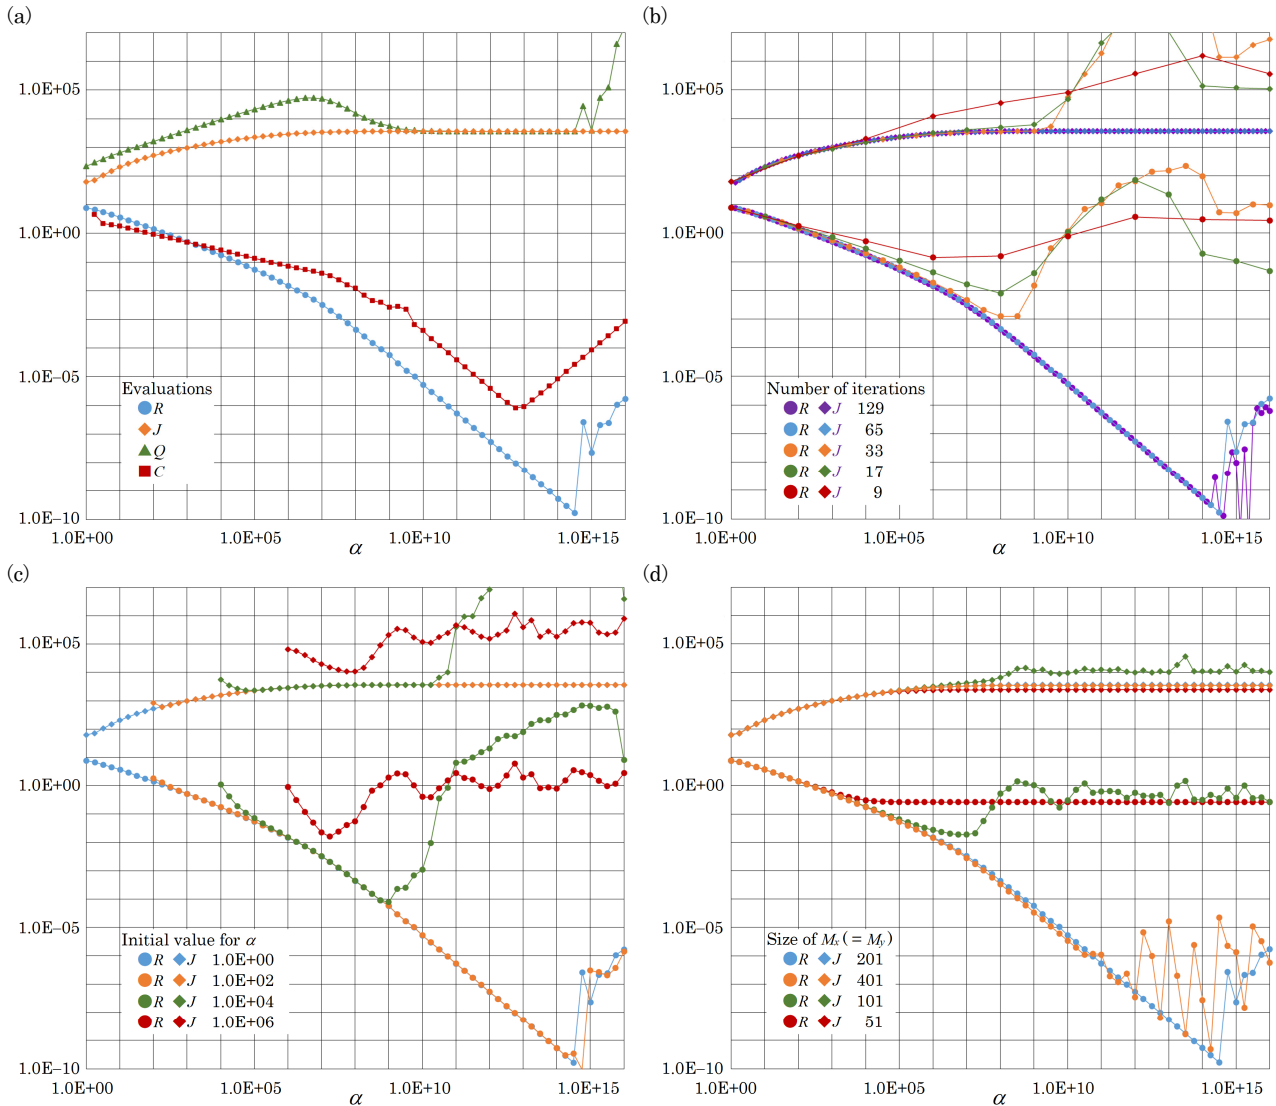 (a)
1.0E+05
1.0E+00
1.0E−05
1.0E−10
Evaluations
R
J
Q
C
1.0E+00 1.0E+05 1.0E+10 1.0E+15
α
(b)
1.0E+05
1.0E+00
1.0E−05
1.0E−10
Number of iterations
R J 129
R J 65
R J 33
R J 17
R J 9
1.0E+00 1.0E+05 1.0E+10 1.0E+15
α
(c)
1.0E+05
1.0E+00
1.0E−05
1.0E−10
Initial value for α
R J 1.0E+00
R J 1.0E+02
R J 1.0E+04
R J 1.0E+06
1.0E+00 1.0E+05 1.0E+10 1.0E+15
α
(d)
1.0E+05
1.0E+00
1.0E−05
1.0E−10
Size of Mx (= My)
R J 201
R J 401
R J 101
R J 51
1.0E+00 1.0E+05 1.0E+10 1.0E+15
α